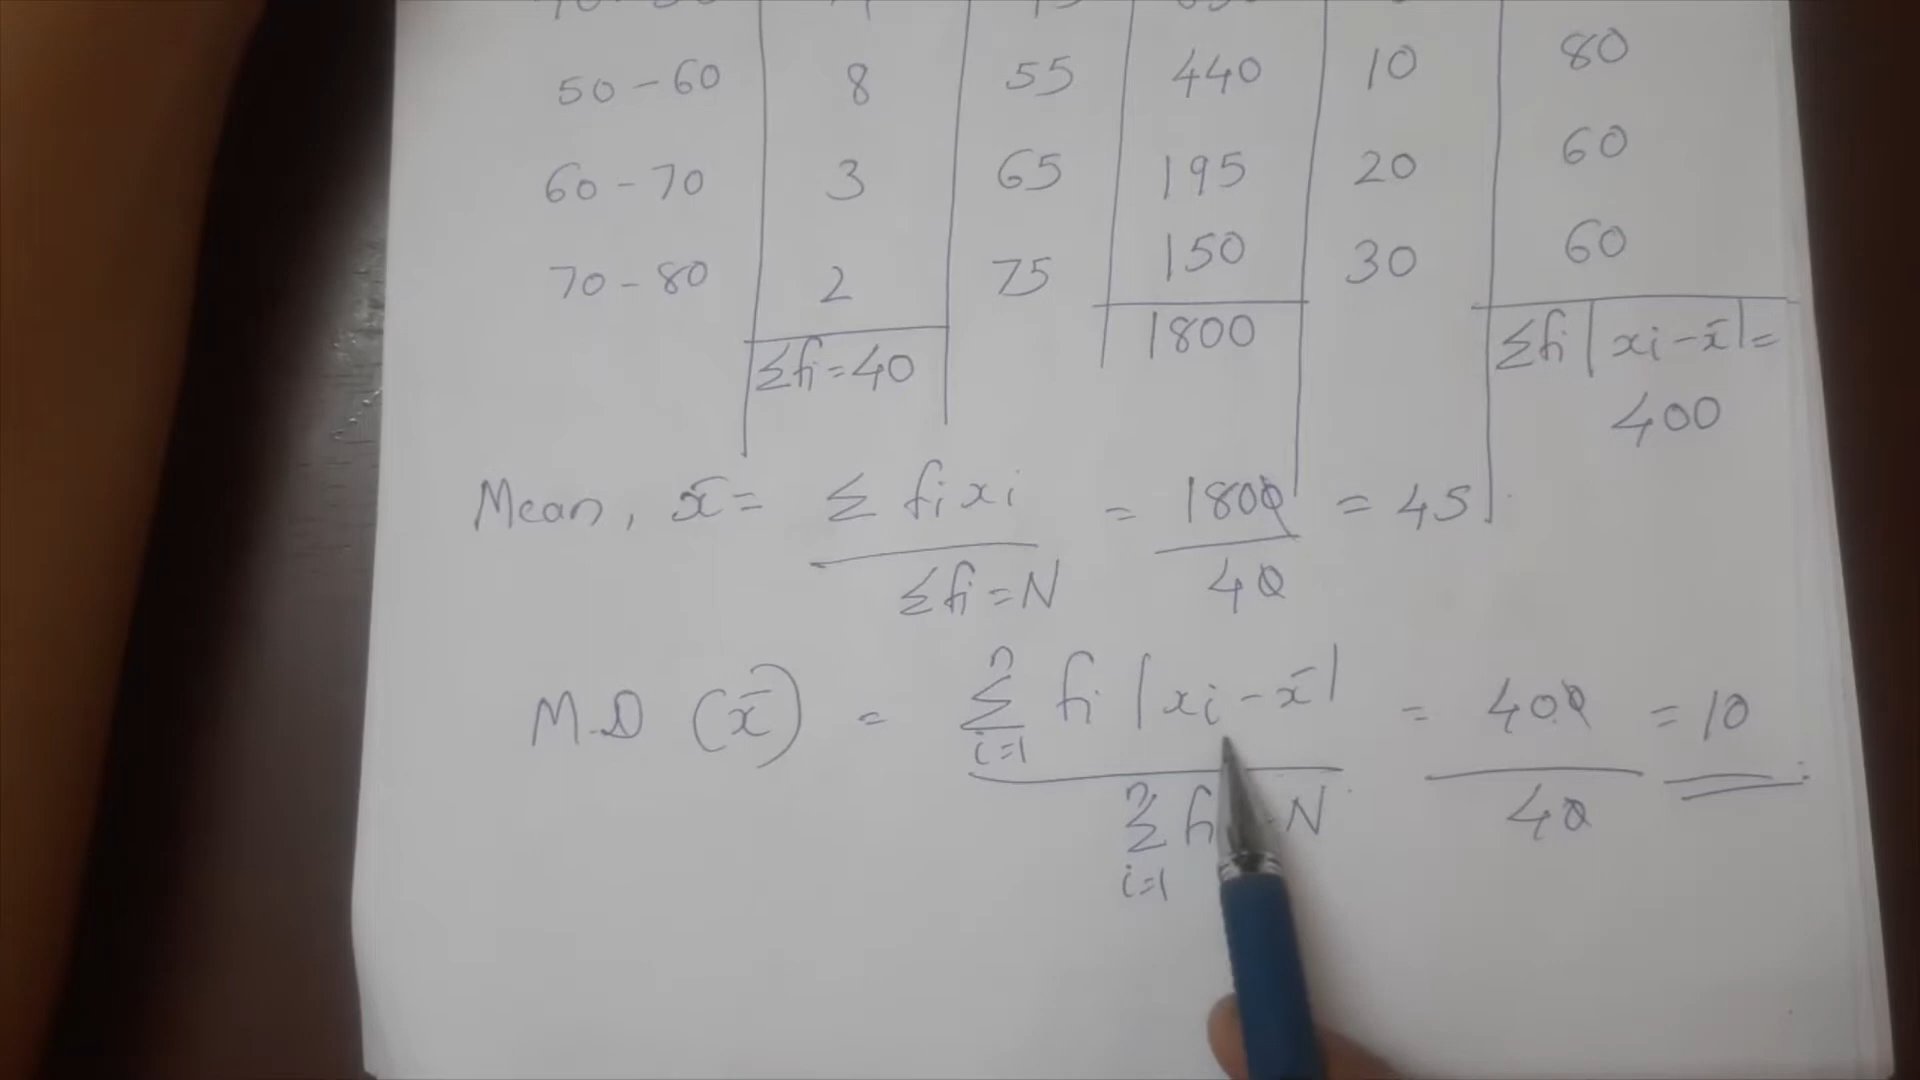 50-60 8 55 440 10 80
60-70 3 65 195 20 60
70-80 2 75 150 30 60
Σfi=40 1800 Σfi|xi-x̄|=
400
Mean, x̄ = Σ fi xi / Σfi=N = 1800/40 = 45
M.D (x̄) = Σ fi |xi-x̄| / Σ fi N = 400/40 = 10
n i=1 n i=1